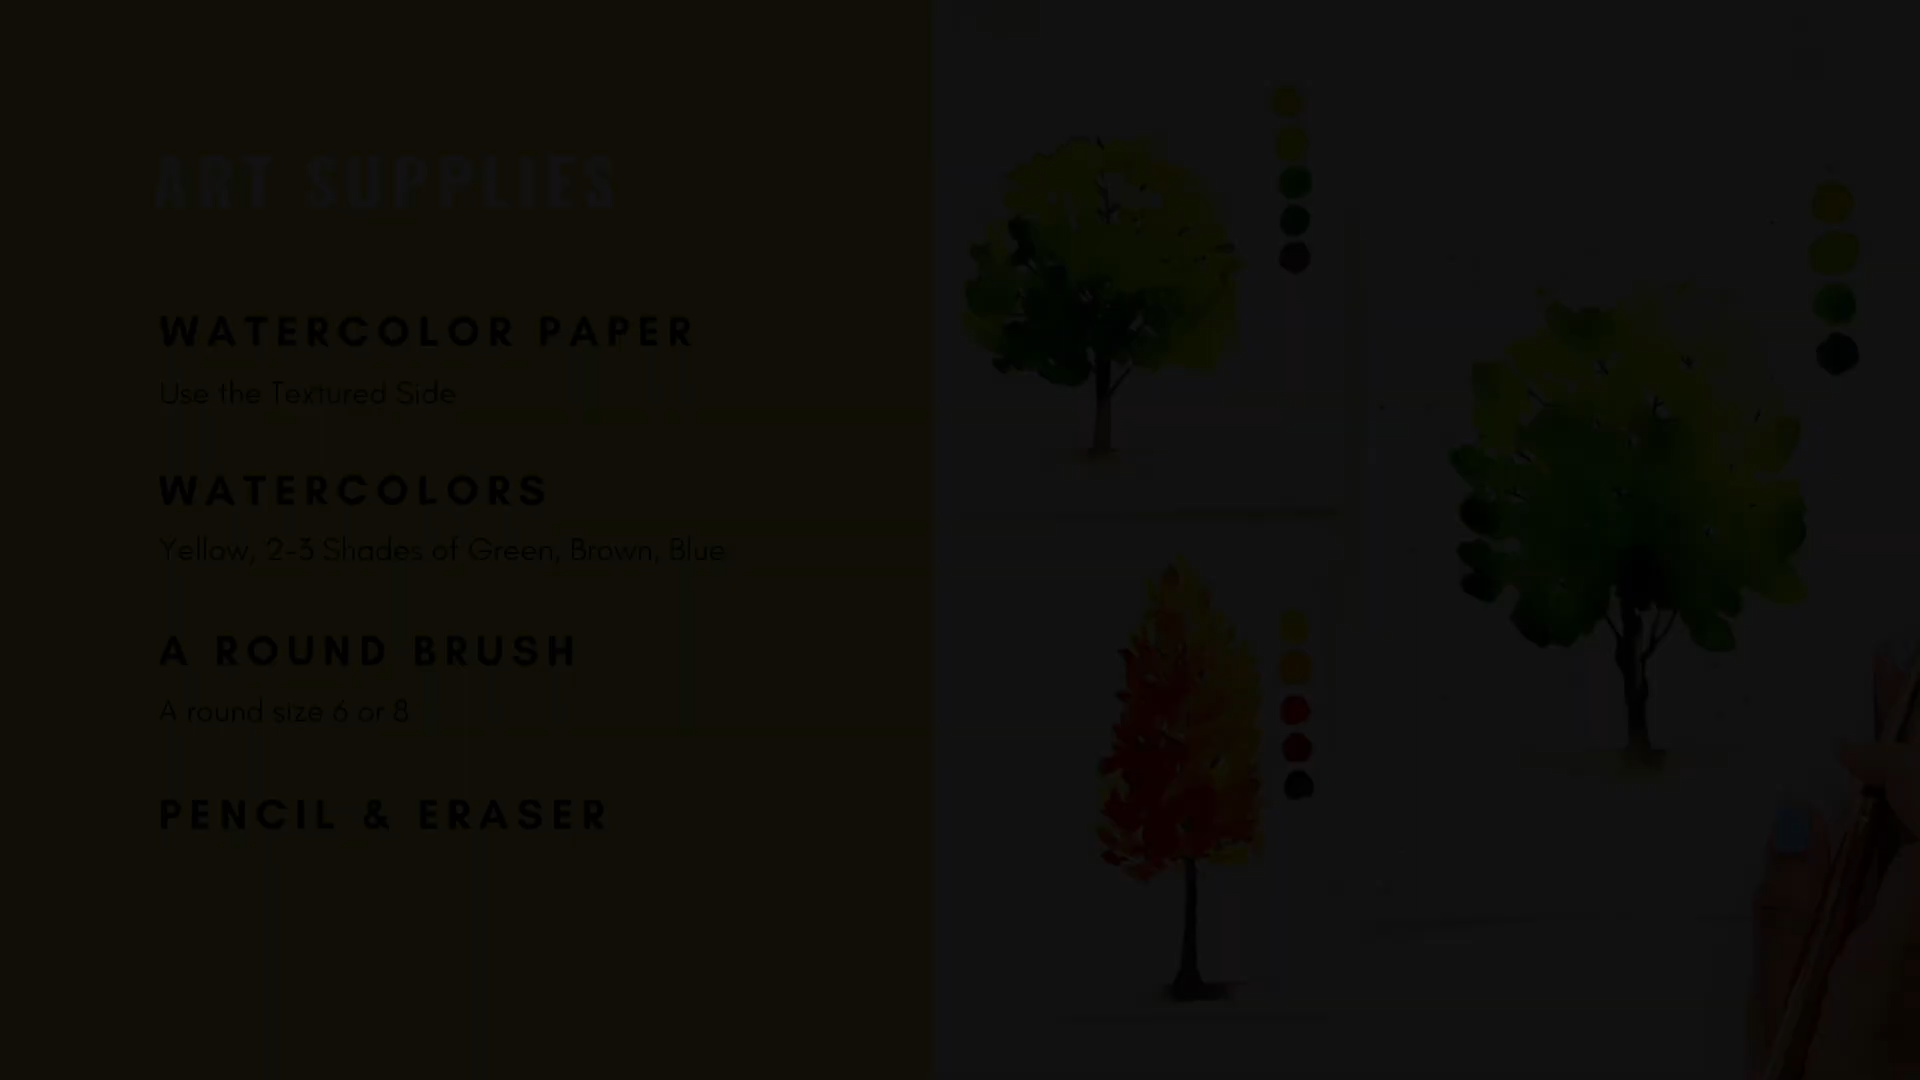 ART SUPPLIES
WATERCOLOR PAPER
Use the Textured Side
WATERCOLORS
Yellow, 2-3 Shades of Green, Brown, Blue
A ROUND BRUSH
A round size 6 or 8
PENCIL & ERASER